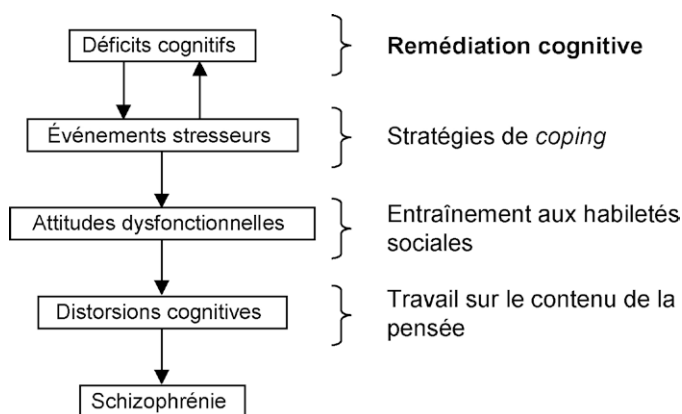 Déficits cognitifs
Remédiation cognitive
Événements stresseurs
Stratégies de coping
Attitudes dysfonctionnelles
Entraînement aux habiletés
sociales
Distorsions cognitives
Travail sur le contenu de la
pensée
Schizophrénie